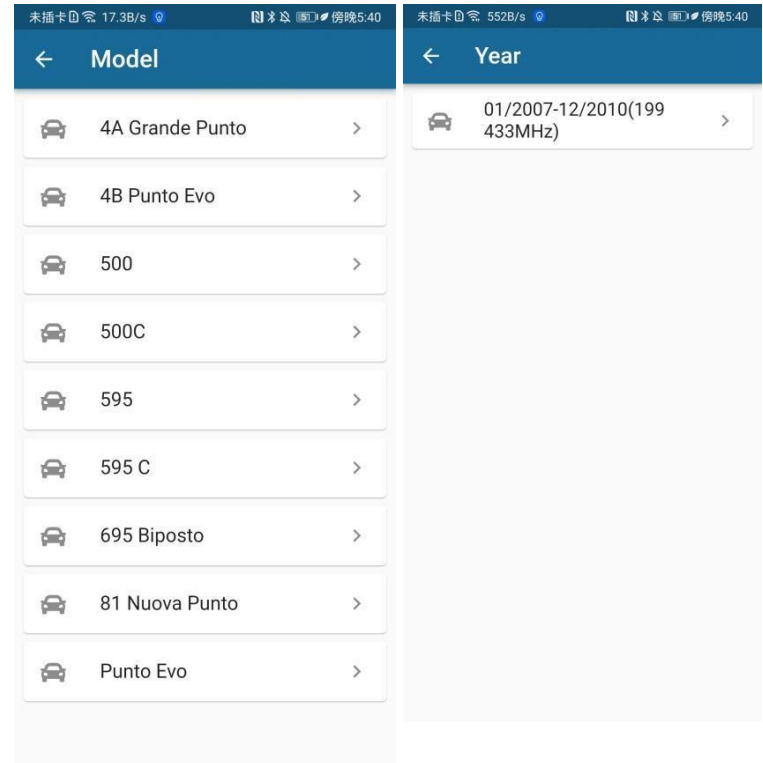 未插卡 17.3B/s 傍晚5:40
Model
4A Grande Punto
4B Punto Evo
500
500C
595
595 C
695 Biposto
81 Nuova Punto
Punto Evo
未插卡 552B/s 傍晚5:40
Year
01/2007-12/2010(199
433MHz)